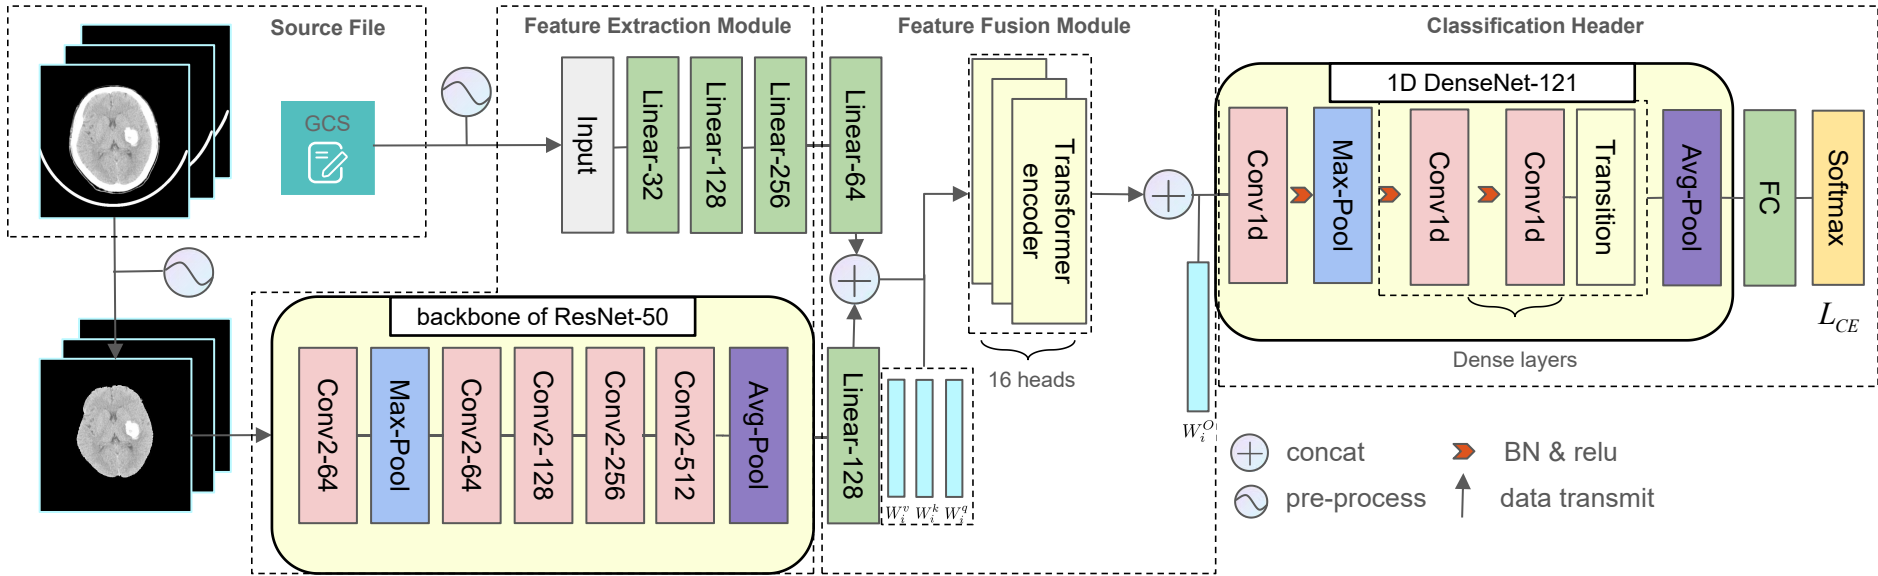 Source File
GCS
Feature Extraction Module
Input
Linear-32
Linear-128
Linear-256
backbone of ResNet-50
Conv2-64
Max-Pool
Conv2-64
Conv2-128
Conv2-256
Conv2-512
Avg-Pool
Feature Fusion Module
Linear-64
Linear-128
W_i^v W_i^k W_i^q
Transformer
encoder
16 heads
W_i^O
Classification Header
1D DenseNet-121
Conv1d
Max-Pool
Conv1d
Conv1d
Transition
Avg-Pool
FC
Softmax
L_CE
Dense layers
concat
BN & relu
pre-process
data transmit